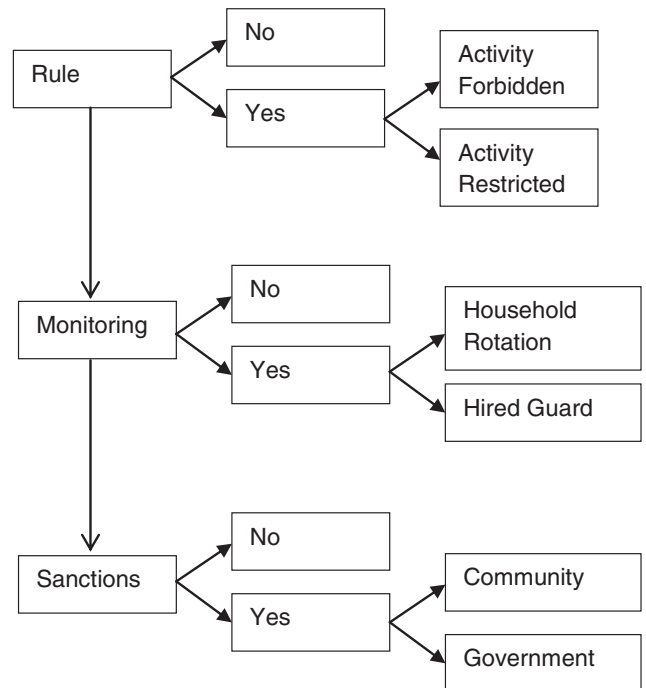 No
Rule
Activity
Forbidden
Yes
Activity
Restricted
No
Monitoring
Household
Rotation
Yes
Hired Guard
No
Sanctions
Community
Yes
Government